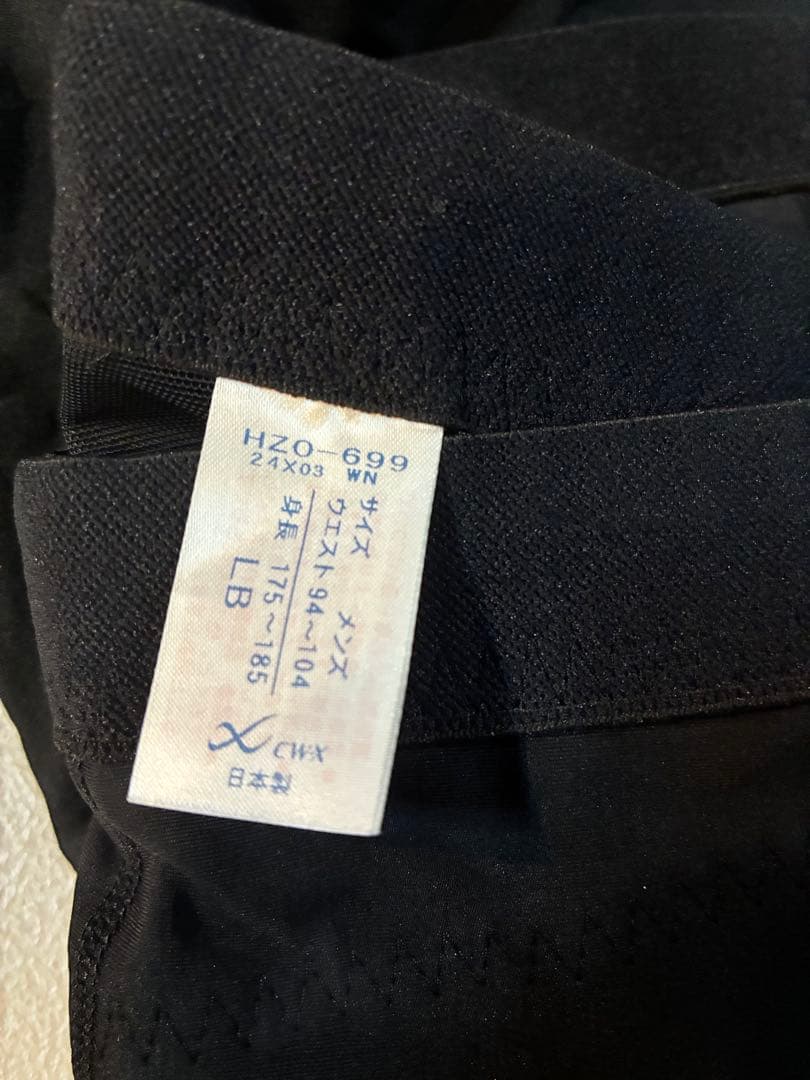 HZO-699
24X03 WN
サイズ メンズ
ウエスト94~104
身長 175~185
LB
CW-X
日本製